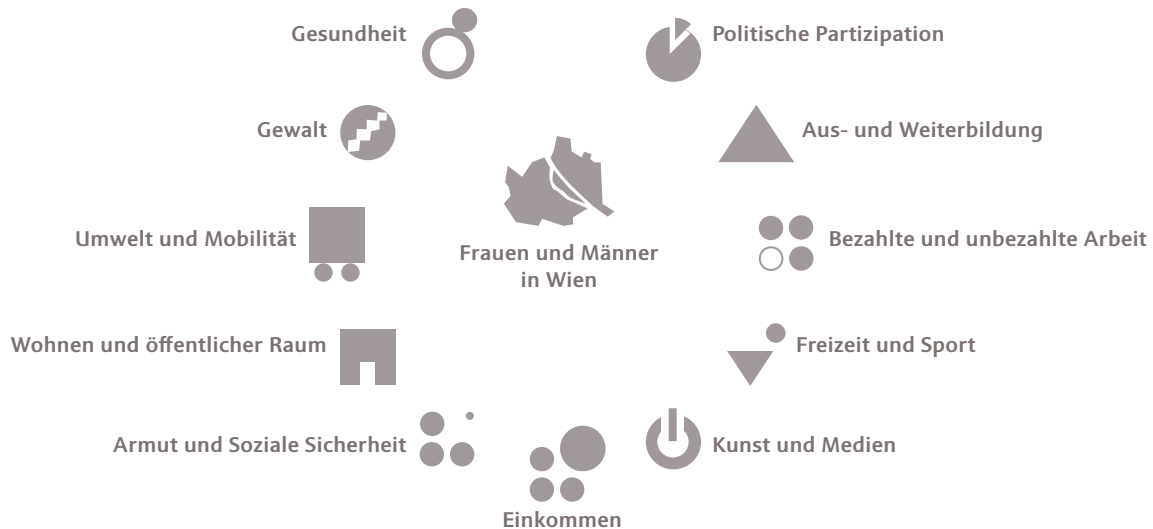 Gesundheit
Politische Partizipation
Gewalt
Aus- und Weiterbildung
Umwelt und Mobilität
Bezahlte und unbezahlte Arbeit
Frauen und Männer
in Wien
Wohnen und öffentlicher Raum
Freizeit und Sport
Armut und Soziale Sicherheit
Kunst und Medien
Einkommen